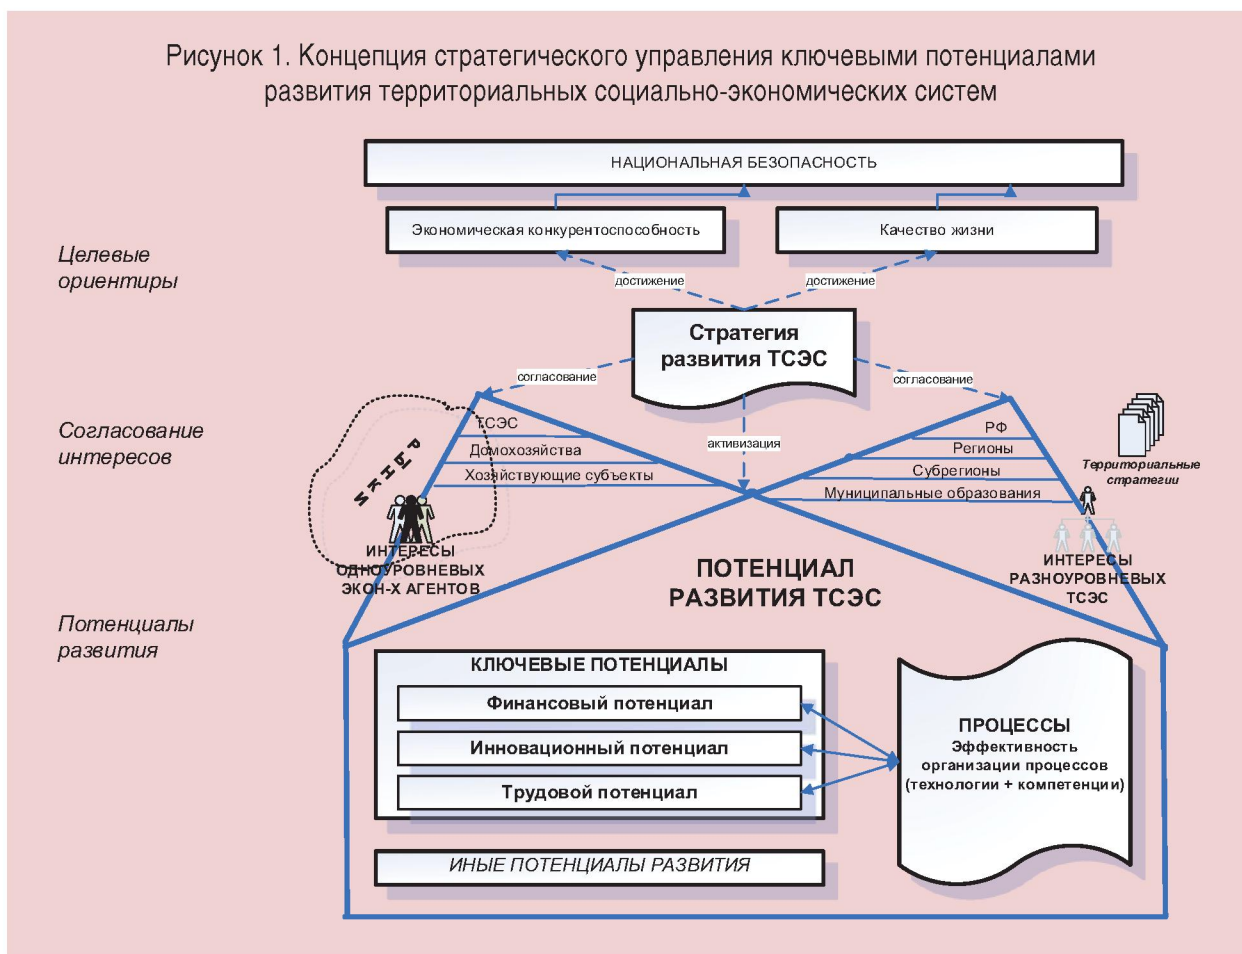 Рисунок 1. Концепция стратегического управления ключевыми потенциалами
развития территориальных социально-экономических систем
НАЦИОНАЛЬНАЯ БЕЗОПАСНОСТЬ
Экономическая конкурентоспособность
Качество жизни
Целевые
ориентиры
достижение
достижение
Стратегия
развития ТСЭС
согласование
согласование
Согласование
интересов
активизация
РЫНКИ
ТСЭС
Домохозяйства
Хозяйствующие субъекты
РФ
Регионы
Субрегионы
Муниципальные образования
Территориальные
стратегии
ИНТЕРЕСЫ
ОДНОУРОВНЕВЫХ
ЭКОН-Х АГЕНТОВ
ИНТЕРЕСЫ
РАЗНОУРОВНЕВЫХ
ТСЭС
ПОТЕНЦИАЛ
РАЗВИТИЯ ТСЭС
Потенциалы
развития
КЛЮЧЕВЫЕ ПОТЕНЦИАЛЫ
Финансовый потенциал
Инновационный потенциал
Трудовой потенциал
ПРОЦЕССЫ
Эффективность
организации процессов
(технологии + компетенции)
ИНЫЕ ПОТЕНЦИАЛЫ РАЗВИТИЯ